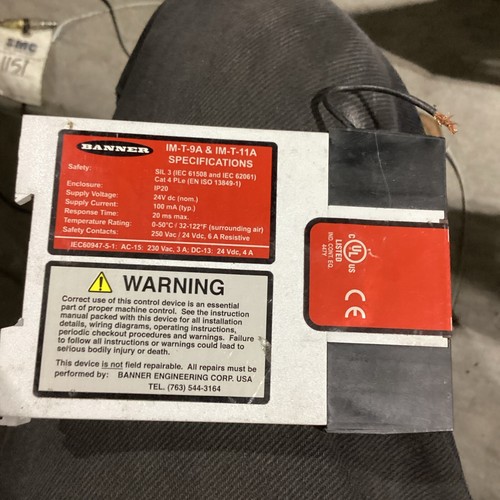 SMC
1151
BANNER
IM-T-9A & IM-T-11A
SPECIFICATIONS
Safety: SIL 3 (IEC 61508 and IEC 62061)
Cat 4 PLe (EN ISO 13849-1)
Enclosure: IP20
Supply Voltage: 24V dc (nom.)
Supply Current: 100 mA (typ.)
Response Time: 20 ms max.
Temperature Rating: 0-50°C / 32-122°F (surrounding air)
Safety Contacts: 250 Vac / 24 Vdc, 6 A Resistive
IEC60947-5-1: AC-15: 230 Vac, 3 A; DC-13: 24 Vdc, 4 A
WARNING
Correct use of this control device is an essential
part of proper machine control. See the instruction
manual packed with this device for all installation
details, wiring diagrams, operating instructions,
periodic checkout procedures and warnings. Failure
to follow all instructions or warnings could lead to
serious bodily injury or death.
This device is not field repairable. All repairs must be
performed by: BANNER ENGINEERING CORP. USA
TEL. (763) 544-3164
C UL US
LISTED
IND. CONT. EQ.
44TY
CE